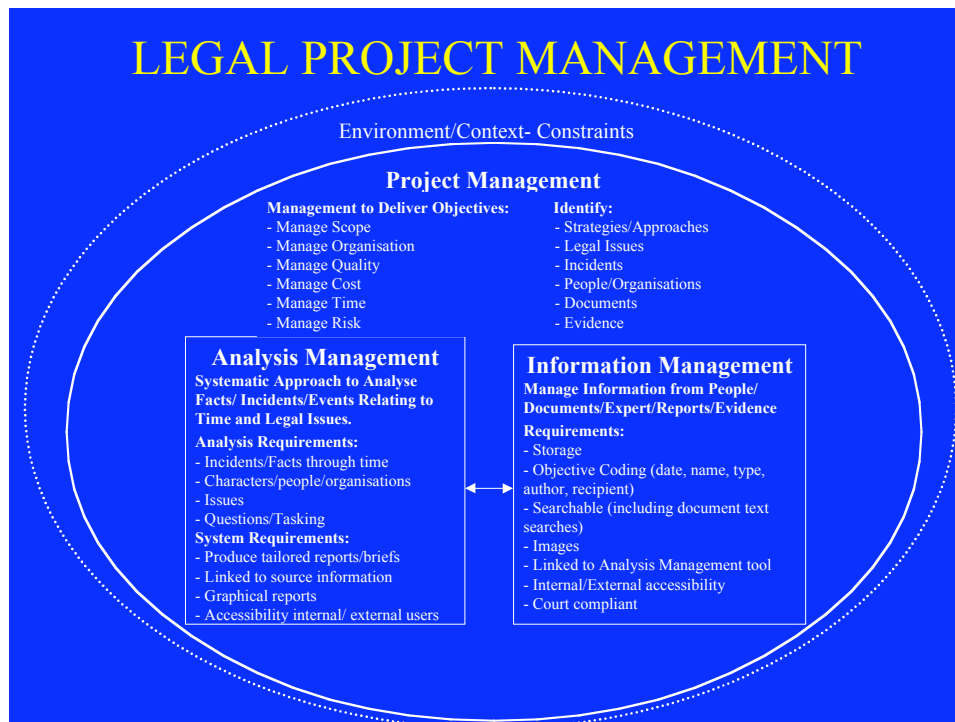 LEGAL PROJECT MANAGEMENT
Environment/Context- Constraints
Project Management
Management to Deliver Objectives:
- Manage Scope
- Manage Organisation
- Manage Quality
- Manage Cost
- Manage Time
- Manage Risk
Identify:
- Strategies/Approaches
- Legal Issues
- Incidents
- People/Organisations
- Documents
- Evidence
Analysis Management
Systematic Approach to Analyse
Facts/ Incidents/Events Relating to
Time and Legal Issues.
Analysis Requirements:
- Incidents/Facts through time
- Characters/people/organisations
- Issues
- Questions/Tasking
System Requirements:
- Produce tailored reports/briefs
- Linked to source information
- Graphical reports
- Accessibility internal/ external users
Information Management
Manage Information from People/
Documents/Expert/Reports/Evidence
Requirements:
- Storage
- Objective Coding (date, name, type,
author, recipient)
- Searchable (including document text
searches)
- Images
- Linked to Analysis Management tool
- Internal/External accessibility
- Court compliant